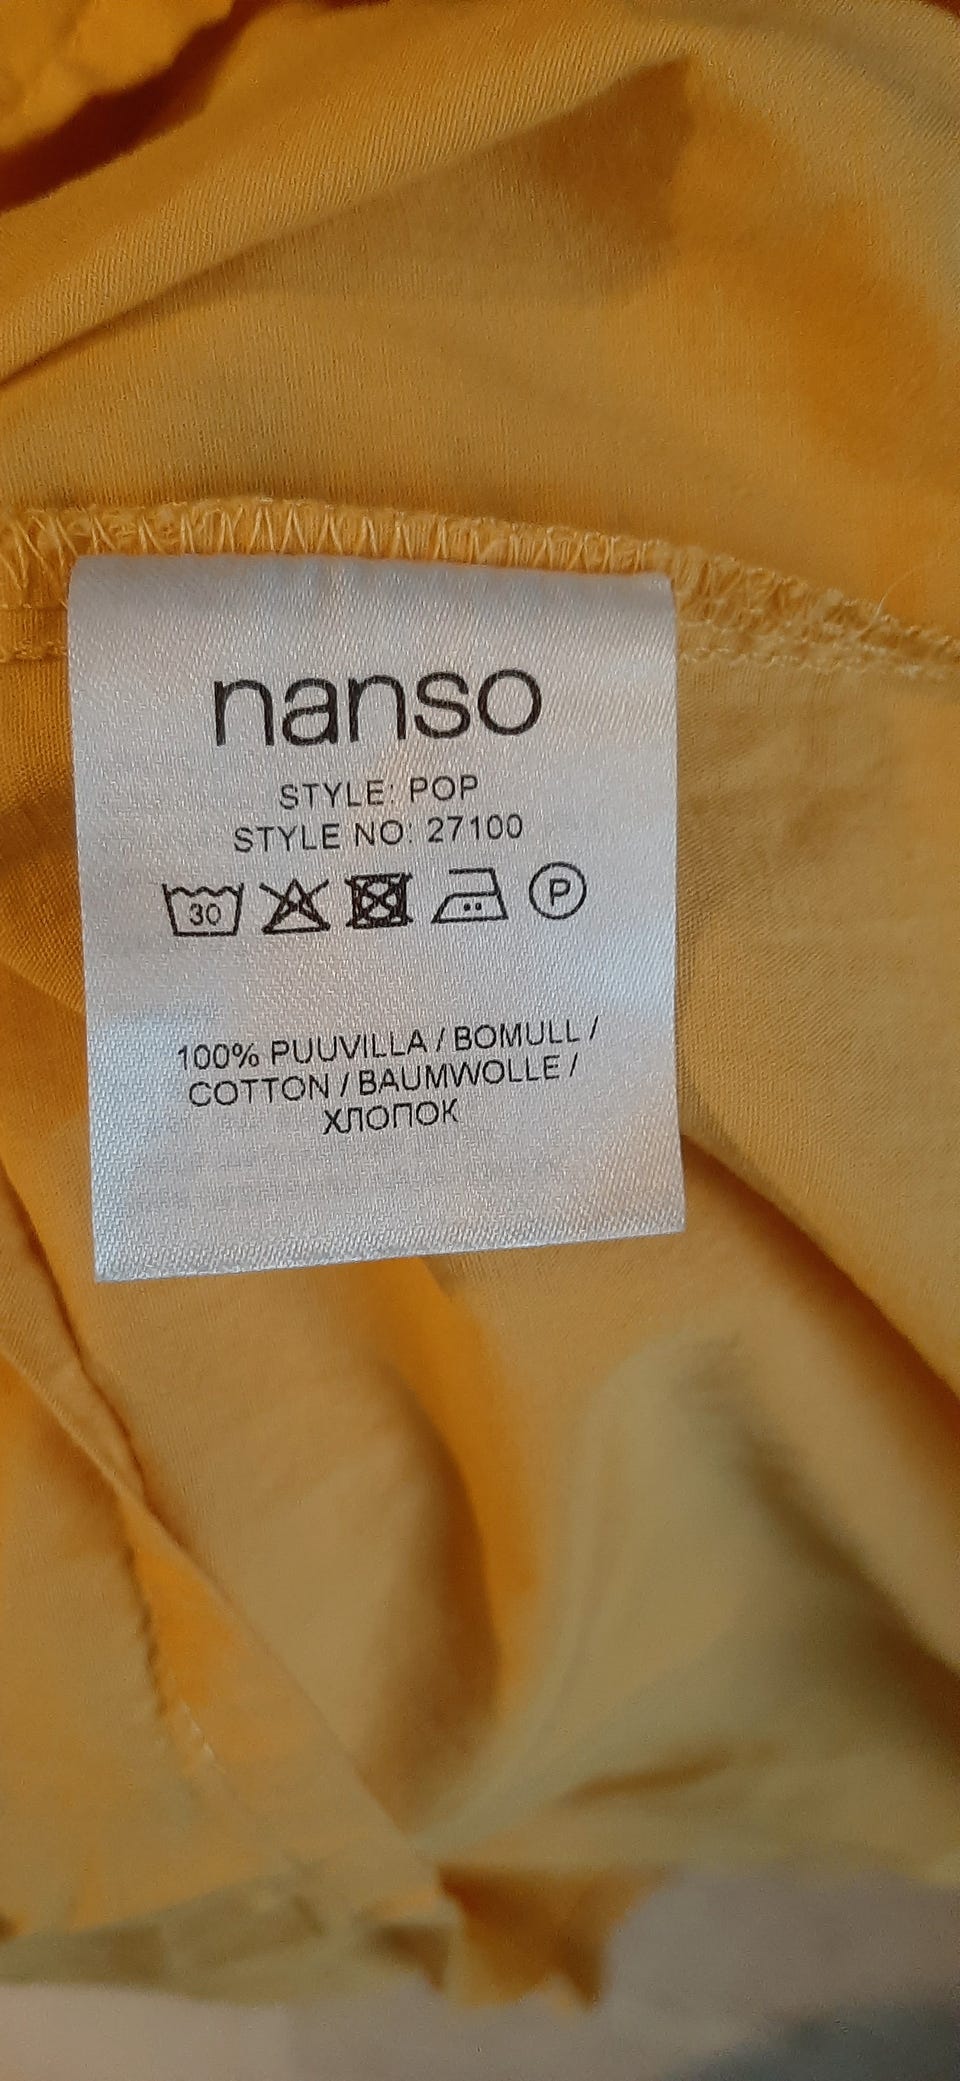 nanso
STYLE: POP
STYLE NO: 27100
30 P
100% PUUVILLA / BOMULL /
COTTON / BAUMWOLLE /
ХЛОПОК